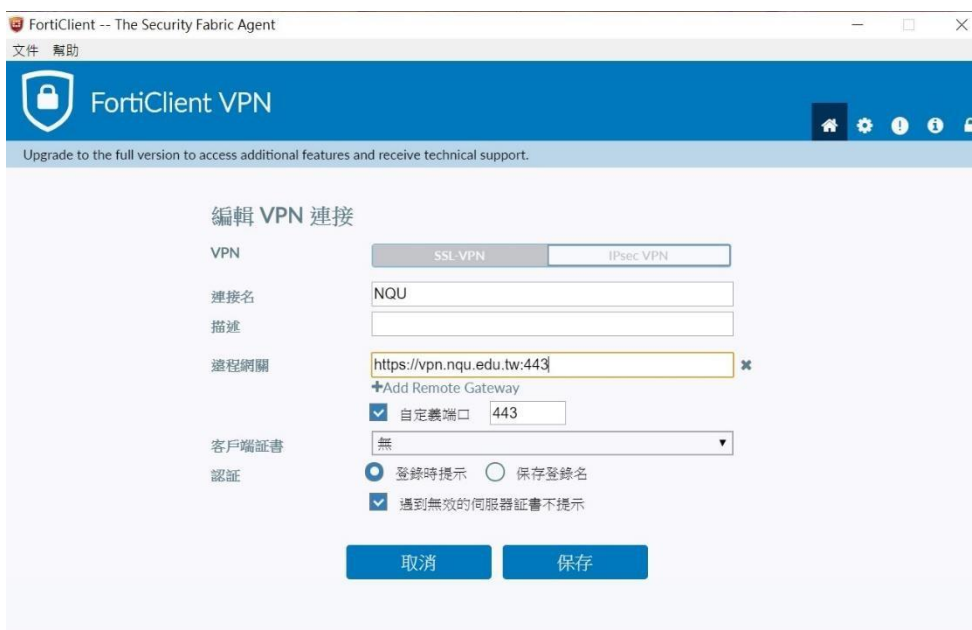 FortiClient -- The Security Fabric Agent
文件 幫助
FortiClient VPN
Upgrade to the full version to access additional features and receive technical support.
編輯 VPN 連接
VPN SSL-VPN IPsec VPN
連接名 NQU
描述
遠程網關 https://vpn.nqu.edu.tw:443
+Add Remote Gateway
自定義端口 443
客戶端証書 無
認証 登錄時提示 保存登錄名
遇到無效的伺服器証書不提示
取消 保存